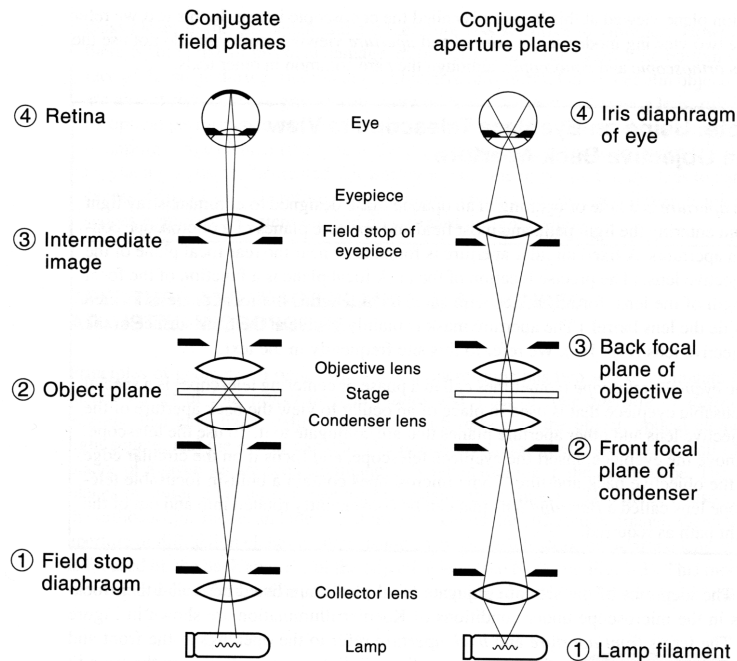 Conjugate
field planes
Conjugate
aperture planes
④ Retina
Eye
④ Iris diaphragm
of eye
Eyepiece
③ Intermediate
image
Field stop of
eyepiece
Objective lens
③ Back focal
plane of
objective
② Object plane
Stage
Condenser lens
② Front focal
plane of
condenser
① Field stop
diaphragm
Collector lens
Lamp
① Lamp filament